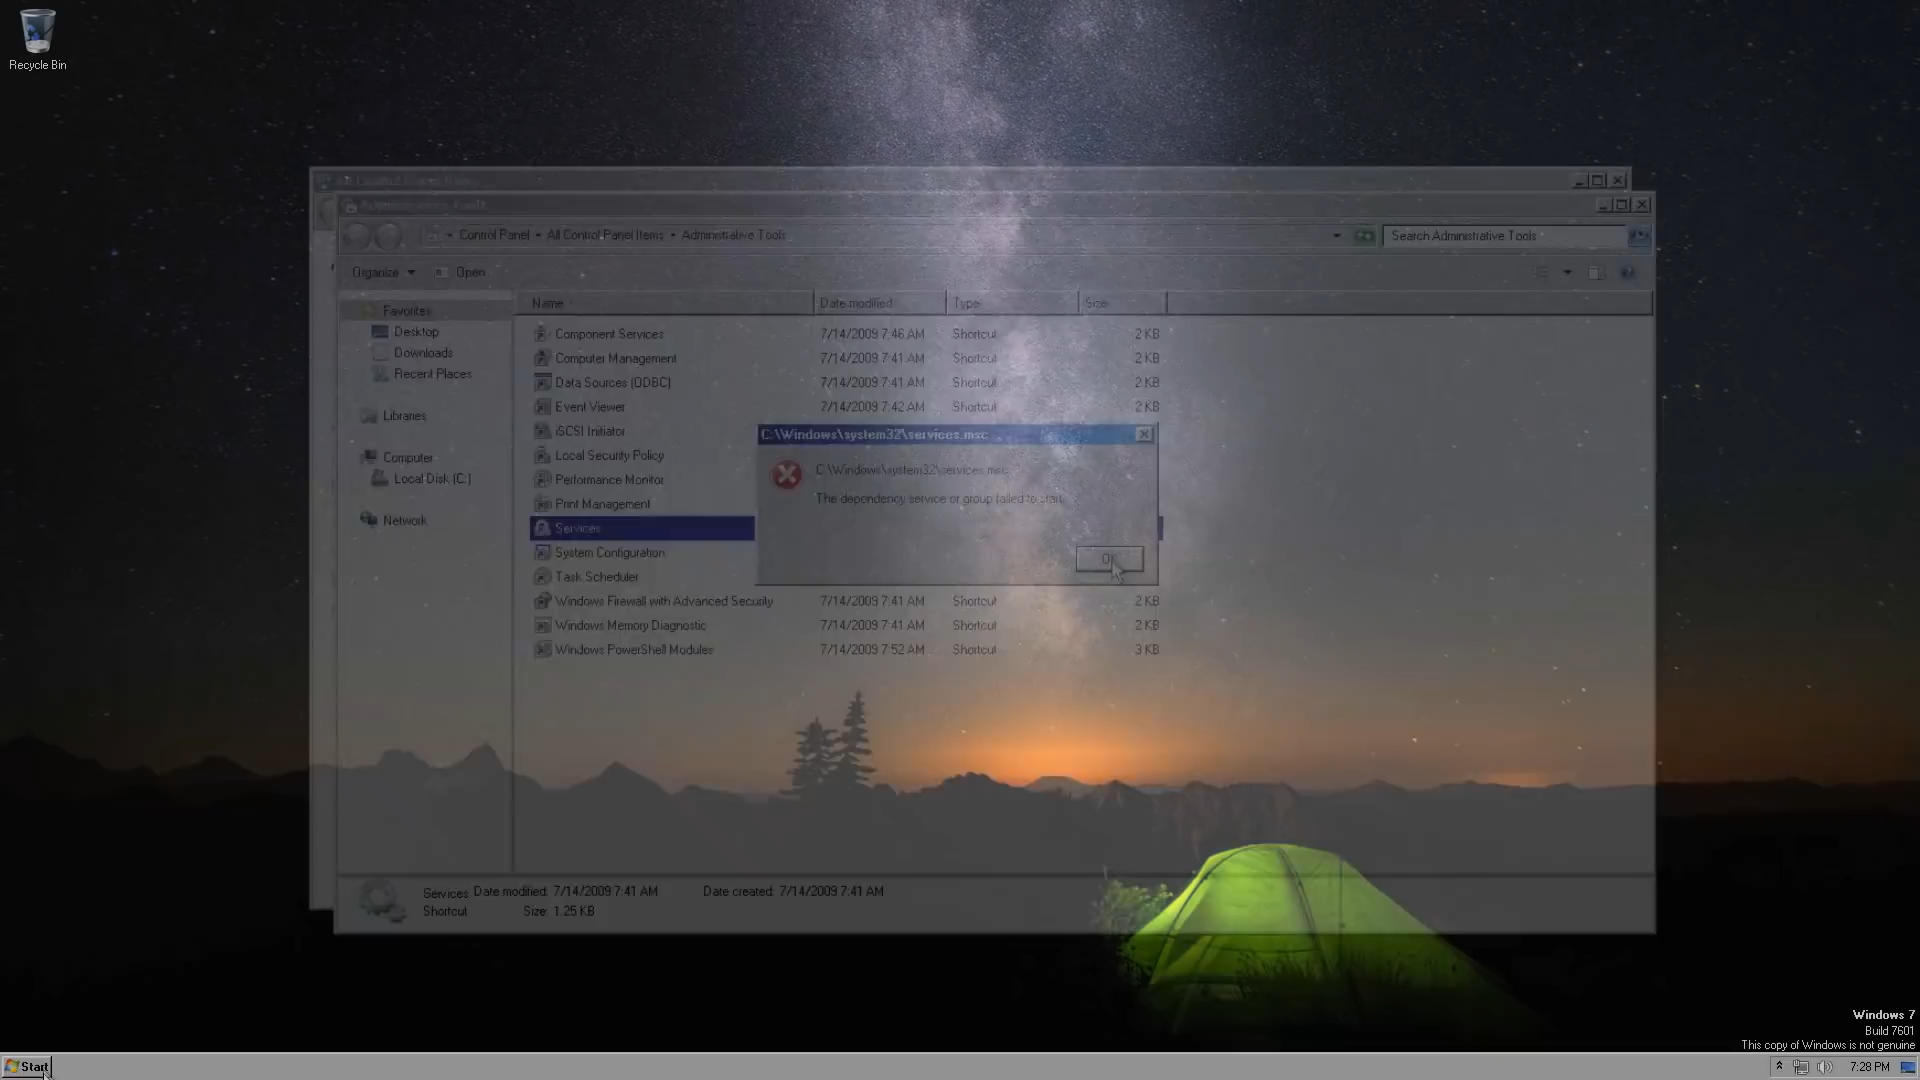 Recycle Bin
Control Panel
All Control Panel Items
Administrative Tools
Search Administrative Tools
Organize
Open
Name
Date modified
Type
Size
Favorites
Desktop
Downloads
Recent Places
Libraries
Computer
Local Disk (C:)
Network
Component Services 7/14/2009 7:46 AM Shortcut 2 KB
Computer Management 7/14/2009 7:41 AM Shortcut 2 KB
Data Sources (ODBC) 7/14/2009 7:41 AM Shortcut 2 KB
Event Viewer 7/14/2009 7:42 AM Shortcut 2 KB
iSCSI Initiator
Local Security Policy
Performance Monitor
Print Management
Services
System Configuration
Task Scheduler
Windows Firewall with Advanced Security 7/14/2009 7:41 AM Shortcut 2 KB
Windows Memory Diagnostic 7/14/2009 7:41 AM Shortcut 2 KB
Windows PowerShell Modules 7/14/2009 7:52 AM Shortcut 3 KB
C:\Windows\system32\services.msc
C:\Windows\system32\services.msc
The dependency service or group failed to start.
Services Date modified: 7/14/2009 7:41 AM Date created: 7/14/2009 7:41 AM
Shortcut Size: 1.25 KB
Windows 7
Build 7601
This copy of Windows is not genuine
Start
7:28 PM